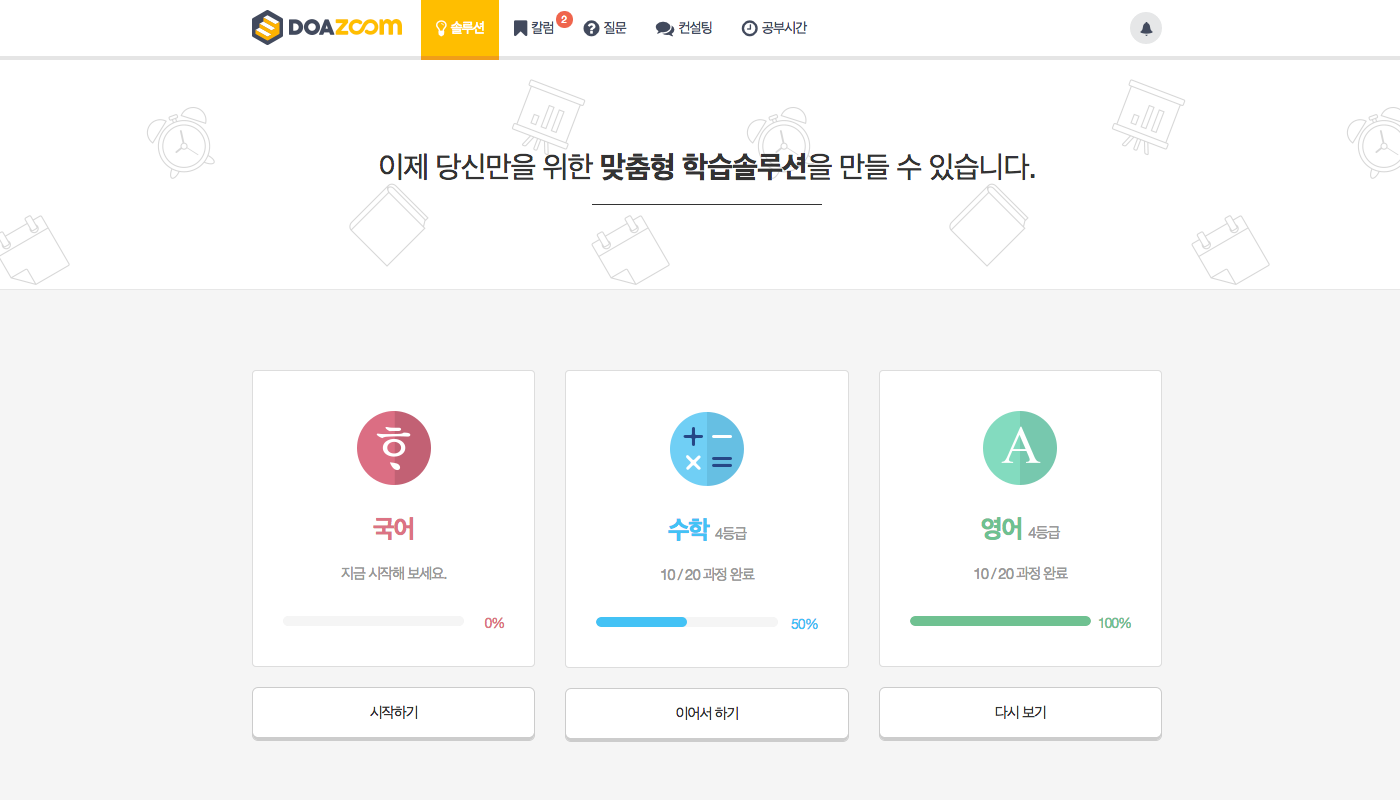 DOAZOOM
솔루션
칼럼
2
질문
컨설팅
공부시간
이제 당신만을 위한 맞춤형 학습솔루션을 만들 수 있습니다.
ㅎ
A
국어
수학 4등급
영어 4등급
지금 시작해 보세요.
10 / 20 과정 완료
10 / 20 과정 완료
0%
50%
100%
시작하기
이어서 하기
다시 보기